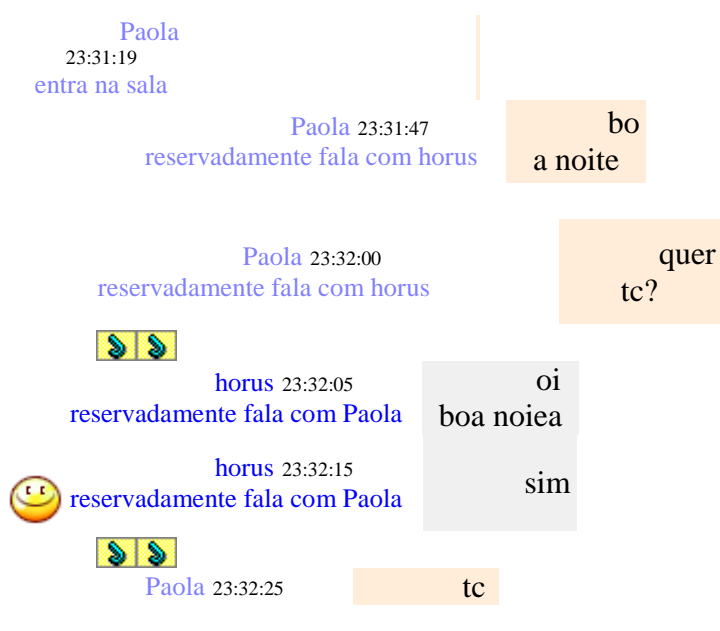 Paola
23:31:19
entra na sala
Paola 23:31:47
reservadamente fala com horus
bo
a noite
Paola 23:32:00
reservadamente fala com horus
quer
tc?
horus 23:32:05
reservadamente fala com Paola
oi
boa noiea
horus 23:32:15
reservadamente fala com Paola
sim
Paola 23:32:25
tc